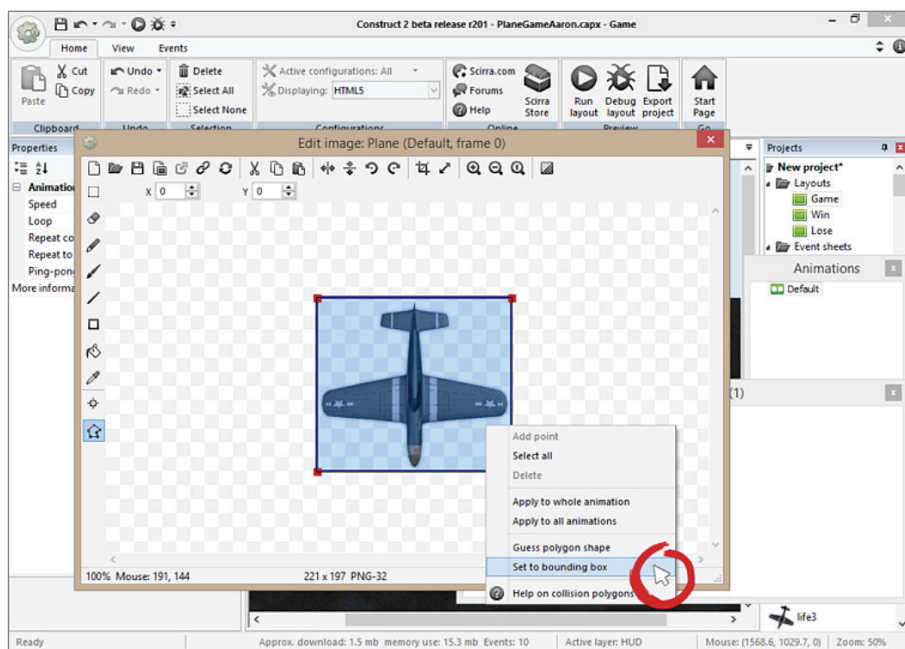 Construct 2 beta release r201 - PlaneGameAaron.capx - Game
Home View Events
Paste
Cut
Copy
Clipboard
Undo
Redo
Undo
Delete
Select All
Select None
Selection
Active configurations: All
Displaying: HTML5
Configurations
Scirra.com
Forums
Help
Scirra
Store
Online
Run
layout
Debug
layout
Export
project
Preview
Start
Page
Go
Properties
Animation
Speed
Loop
Repeat co
Repeat to
Ping-pon
More informa
Edit image: Plane (Default, frame 0)
X 0 Y 0
Add point
Select all
Delete
Apply to whole animation
Apply to all animations
Guess polygon shape
Set to bounding box
Help on collision polygons
100% Mouse: 191, 144 221 x 197 PNG-32
Projects
New project*
Layouts
Game
Win
Lose
Event sheets
Animations
Default
(1)
life3
Ready Approx. download: 1.5 mb memory use: 15.3 mb Events: 10 Active layer: HUD Mouse: (1568.6, 1029.7, 0) Zoom: 50%